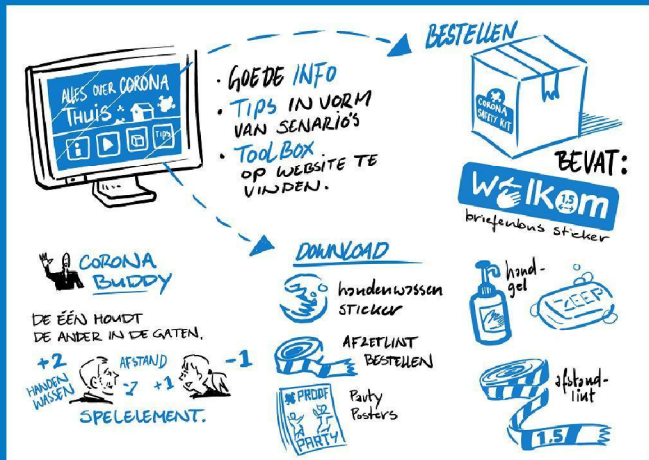 ALLES OVER CORONA
THUIS
TIPS
• GOEDE INFO
• TIPS IN VORM
VAN SENARIO'S
• TOOLBOX
OP WEBSITE TE
VINDEN.
BESTELLEN
CORONA
SAFETY KIT
BEVAT:
WELKOM
1,5
briefenbus sticker
hand-
gel
ZEEP
afstand-
lint
1.5
DOWNLOAD
handenwassen
sticker
AFZETLINT
BESTELLEN
PROOF
PARTY
Party
Posters
CORONA
BUDDY
DE ÉÉN HOUDT
DE ANDER IN DE GATEN.
+2
HANDEN
WASSEN
AFSTAND
-2 +1
-1
SPELELEMENT.